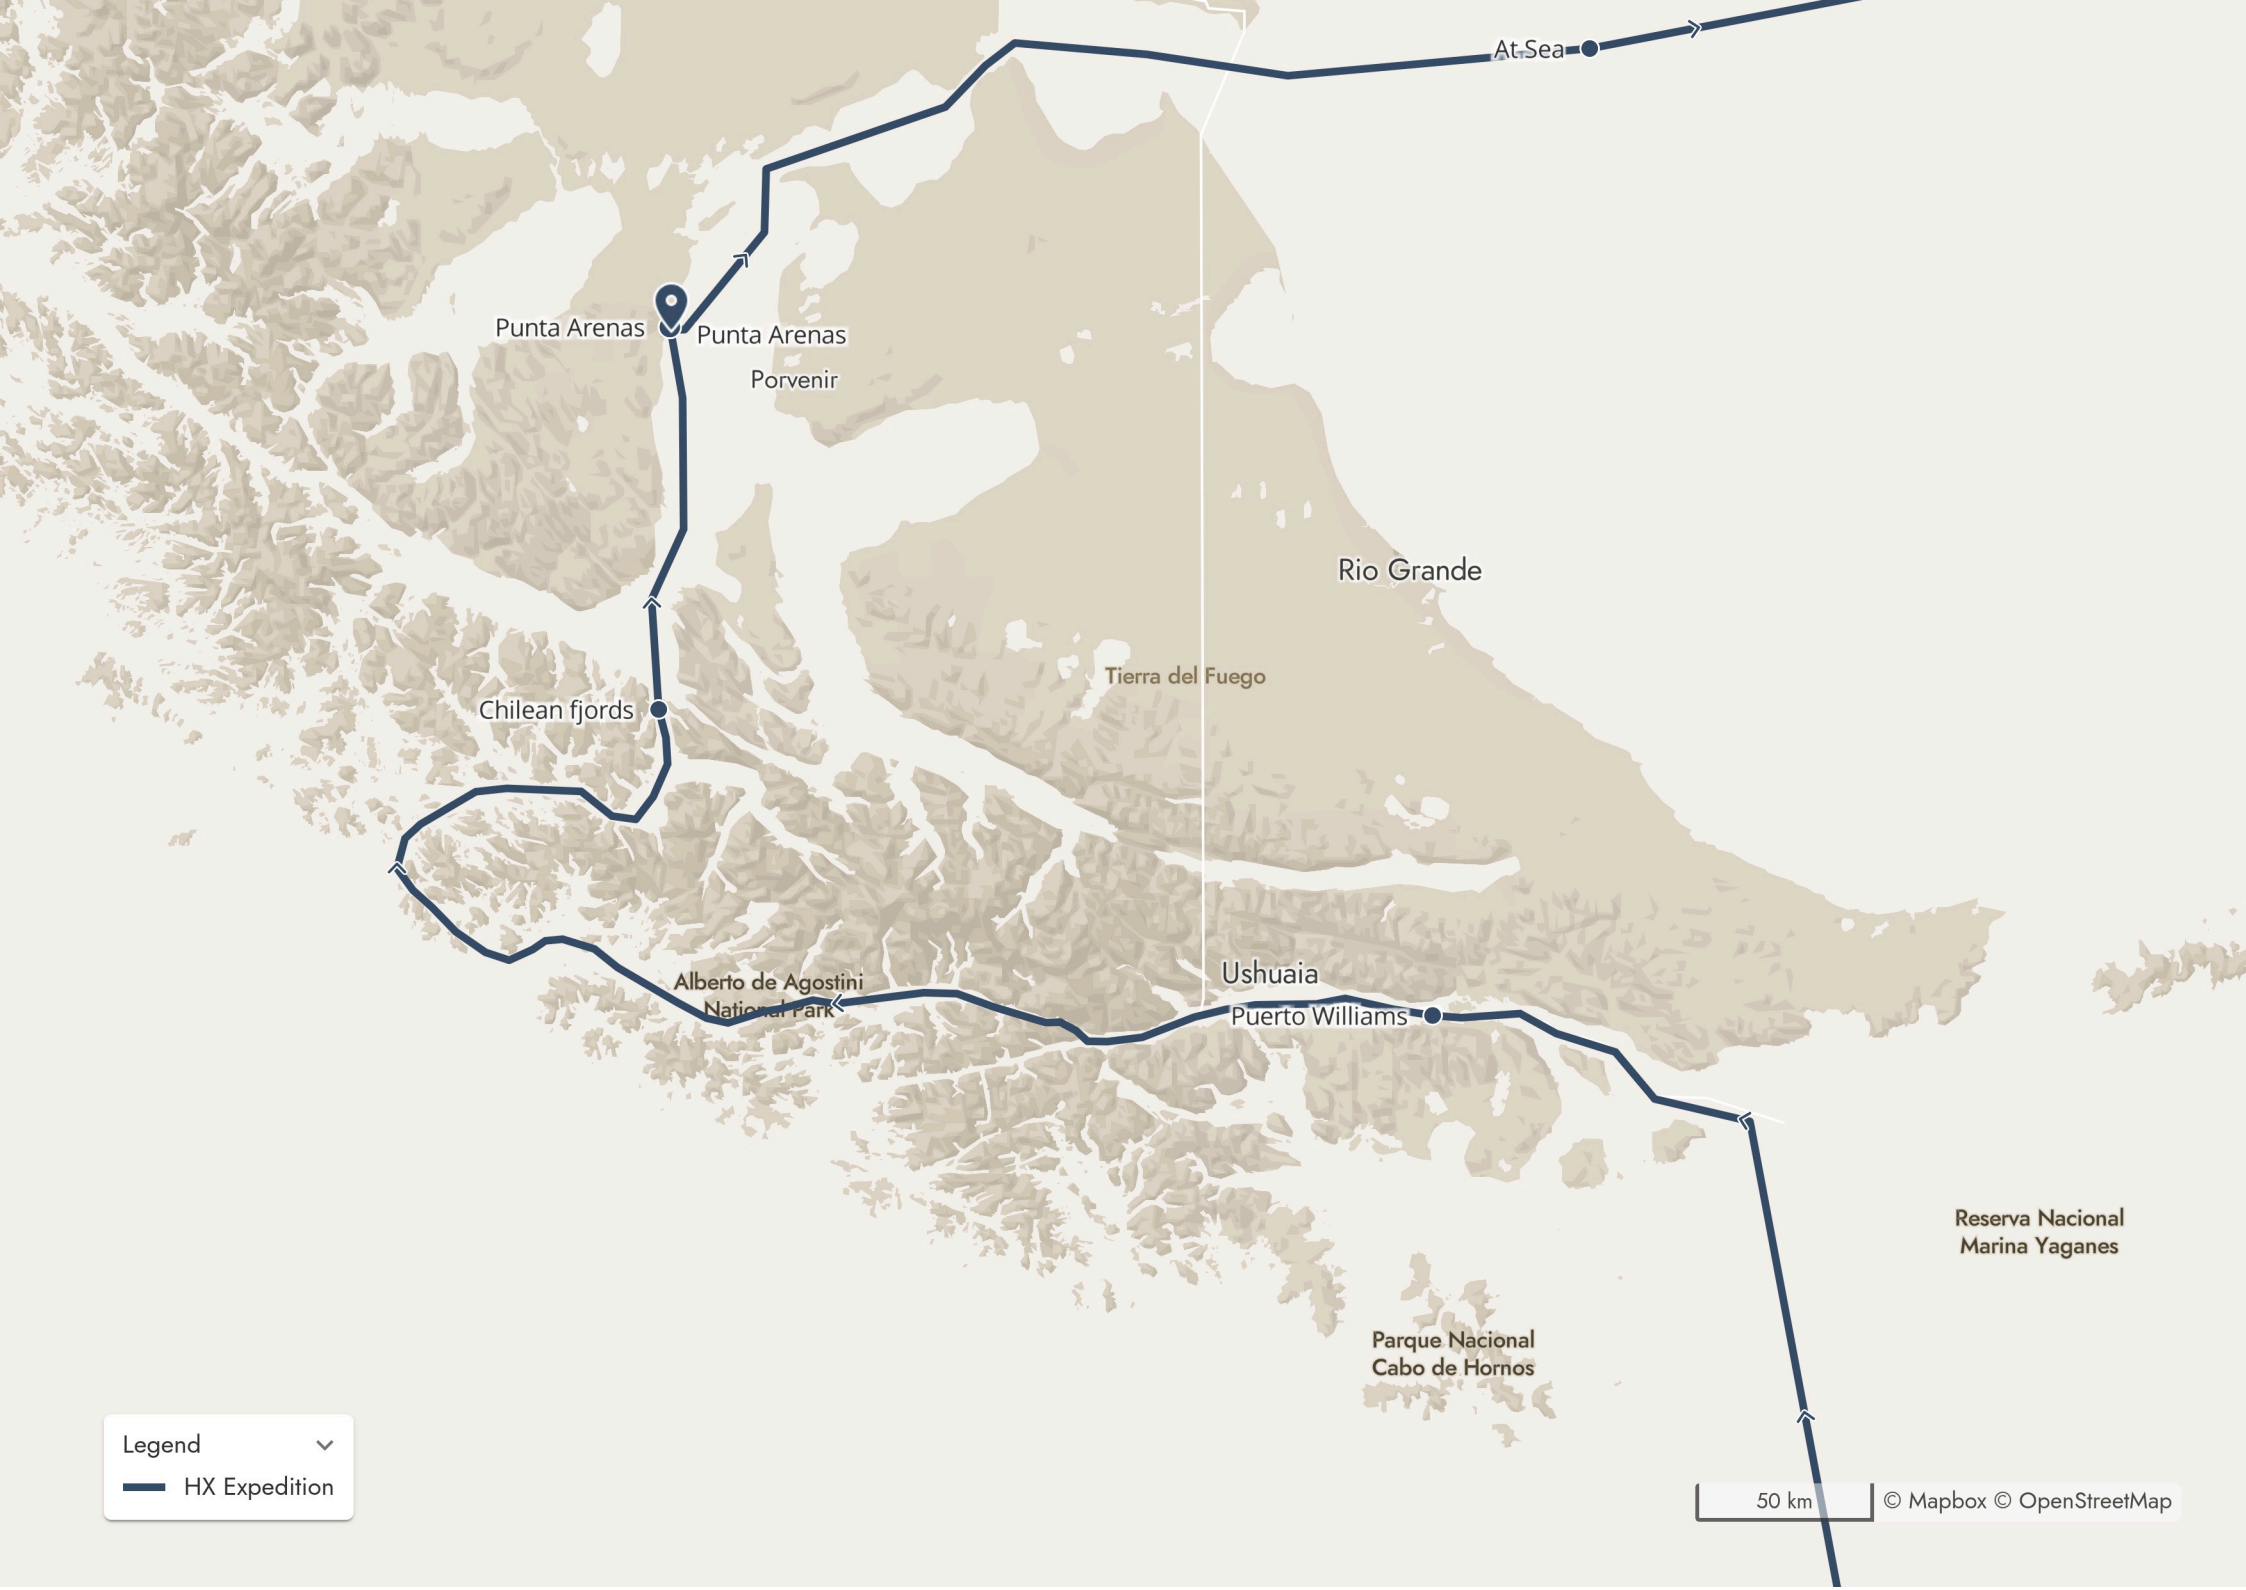 At Sea
Punta Arenas
Punta Arenas
Porvenir
Rio Grande
Tierra del Fuego
Chilean fjords
Ushuaia
Alberto de Agostini
National Park
Puerto Williams
Reserva Nacional
Marina Yaganes
Parque Nacional
Cabo de Hornos
Legend
HX Expedition
50 km
© Mapbox © OpenStreetMap